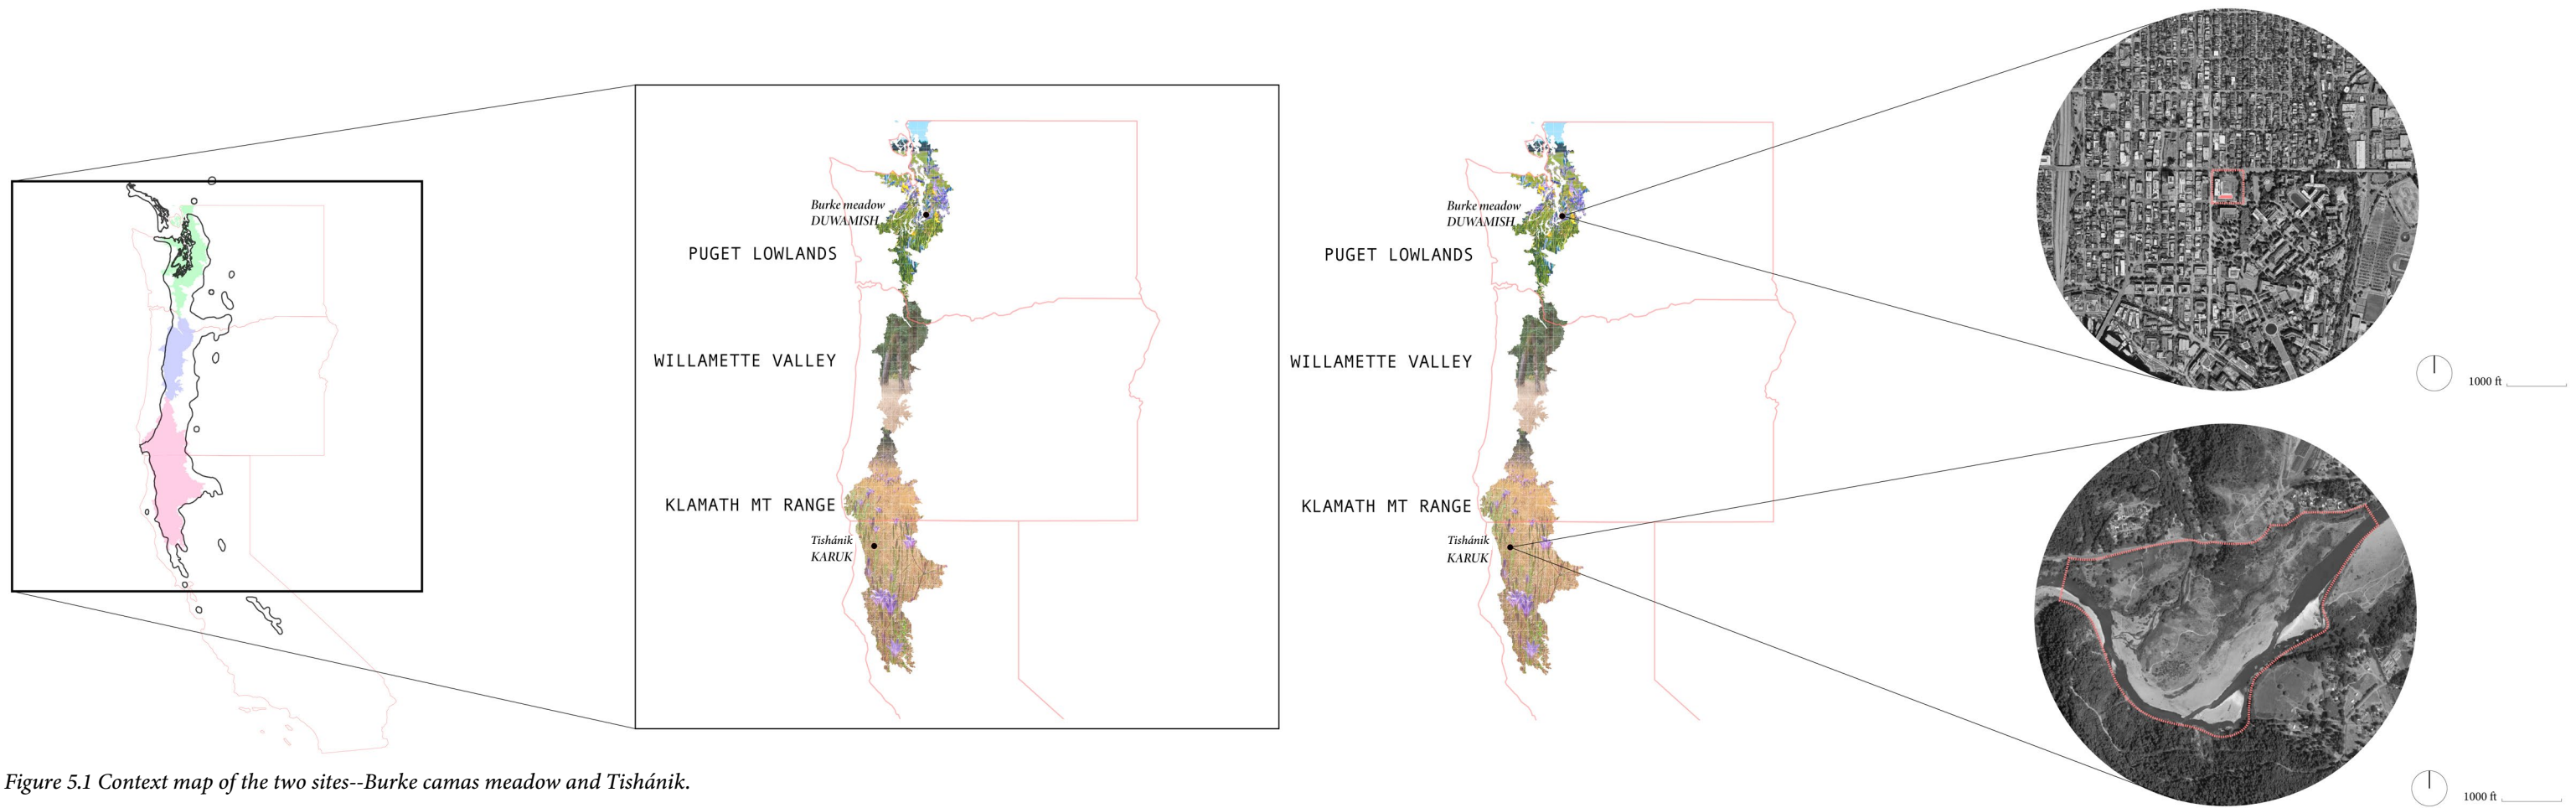 Burke meadow
DUWAMISH
PUGET LOWLANDS
WILLAMETTE VALLEY
KLAMATH MT RANGE
Tishánik
KARUK
Burke meadow
DUWAMISH
PUGET LOWLANDS
WILLAMETTE VALLEY
KLAMATH MT RANGE
Tishánik
KARUK
1000 ft
1000 ft
Figure 5.1 Context map of the two sites--Burke camas meadow and Tishánik.